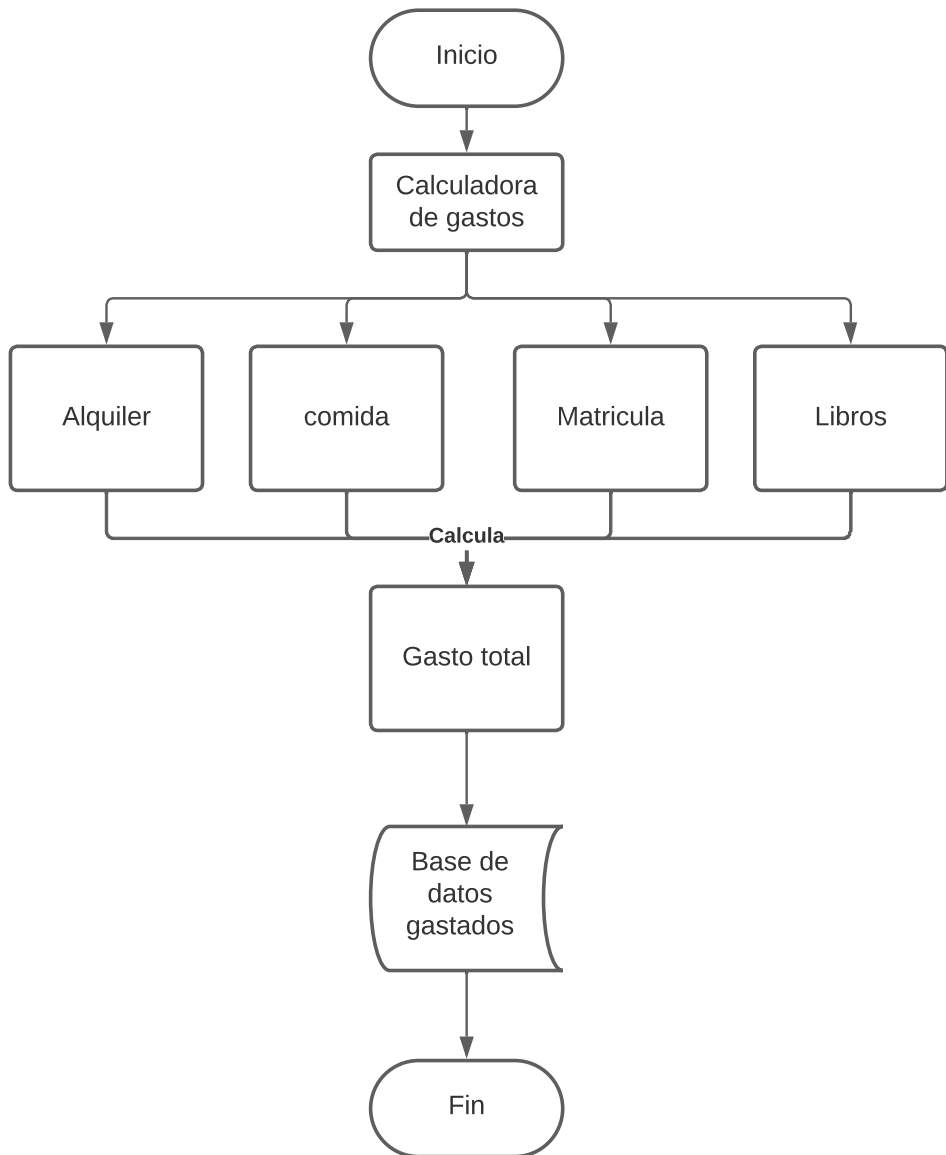 Inicio
Calculadora
de gastos
Alquiler
comida
Matricula
Libros
Calcula
Gasto total
Base de
datos
gastados
Fin